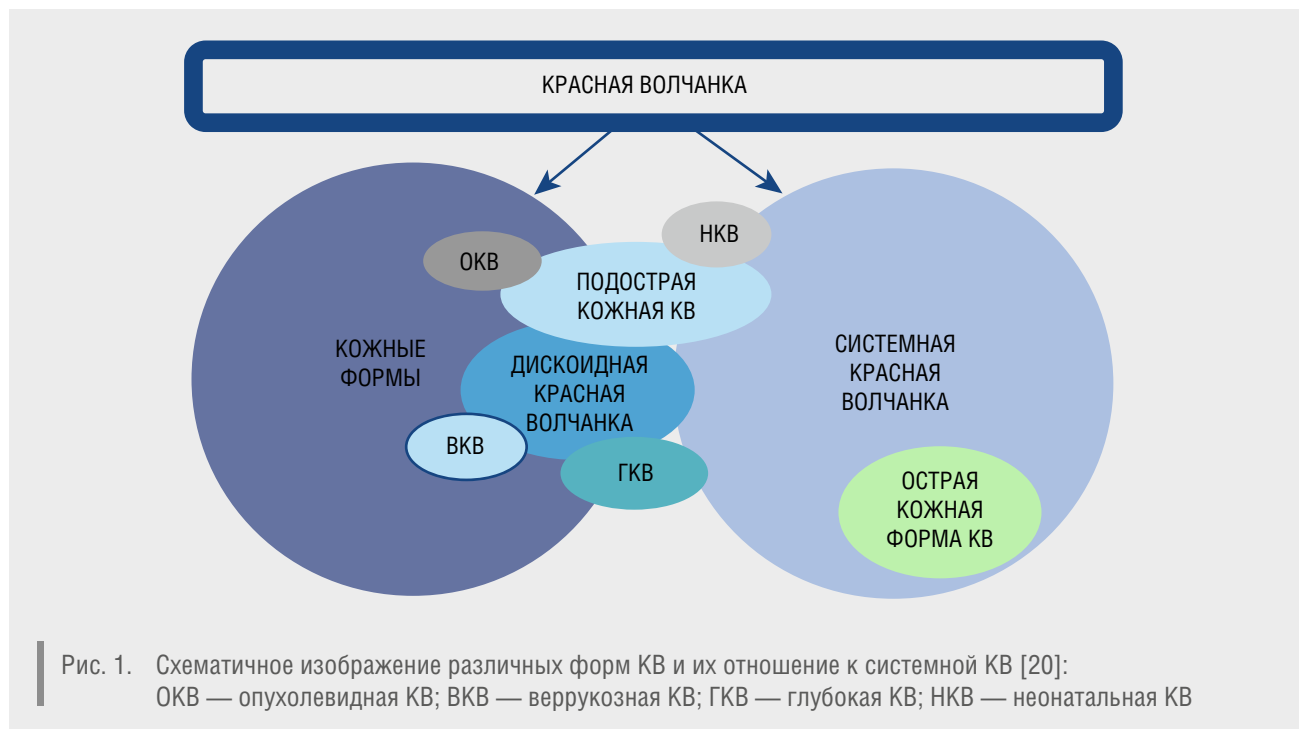 КРАСНАЯ ВОЛЧАНКА
НКВ
ОКВ
ПОДОСТРАЯ
КОЖНАЯ КВ
КОЖНЫЕ
ФОРМЫ
ДИСКОИДНАЯ
КРАСНАЯ
ВОЛЧАНКА
СИСТЕМНАЯ
КРАСНАЯ
ВОЛЧАНКА
ВКВ
ГКВ
ОСТРАЯ
КОЖНАЯ
ФОРМА КВ
Рис. 1. Схематичное изображение различных форм КВ и их отношение к системной КВ [20]:
ОКВ — опухолевидная КВ; ВКВ — веррукозная КВ; ГКВ — глубокая КВ; НКВ — неонатальная КВ